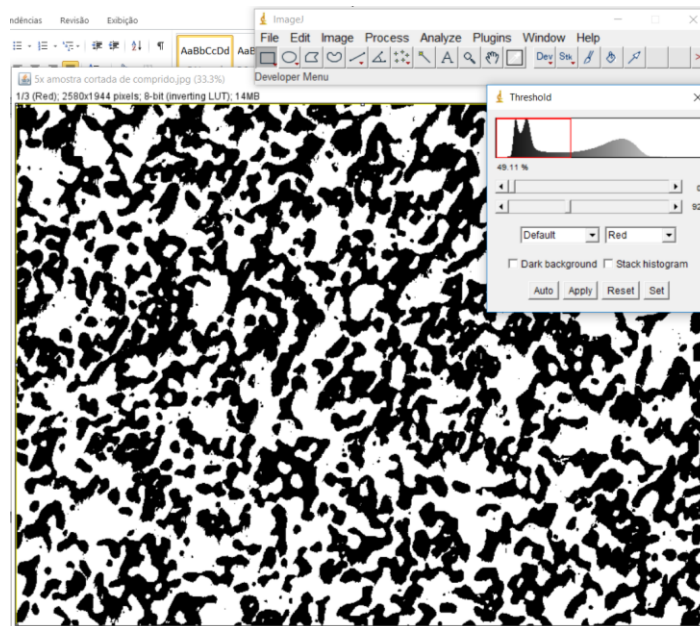 ndências Revisão Exibição
AaBbCcDd AaB
ImageJ
File Edit Image Process Analyze Plugins Window Help
A Dev Stk
Developer Menu
5x amostra cortada de comprido.jpg (33.3%)
1/3 (Red); 2580x1944 pixels; 8-bit (inverting LUT); 14MB
Threshold
49.11 %
92
Default Red
Dark background Stack histogram
Auto Apply Reset Set